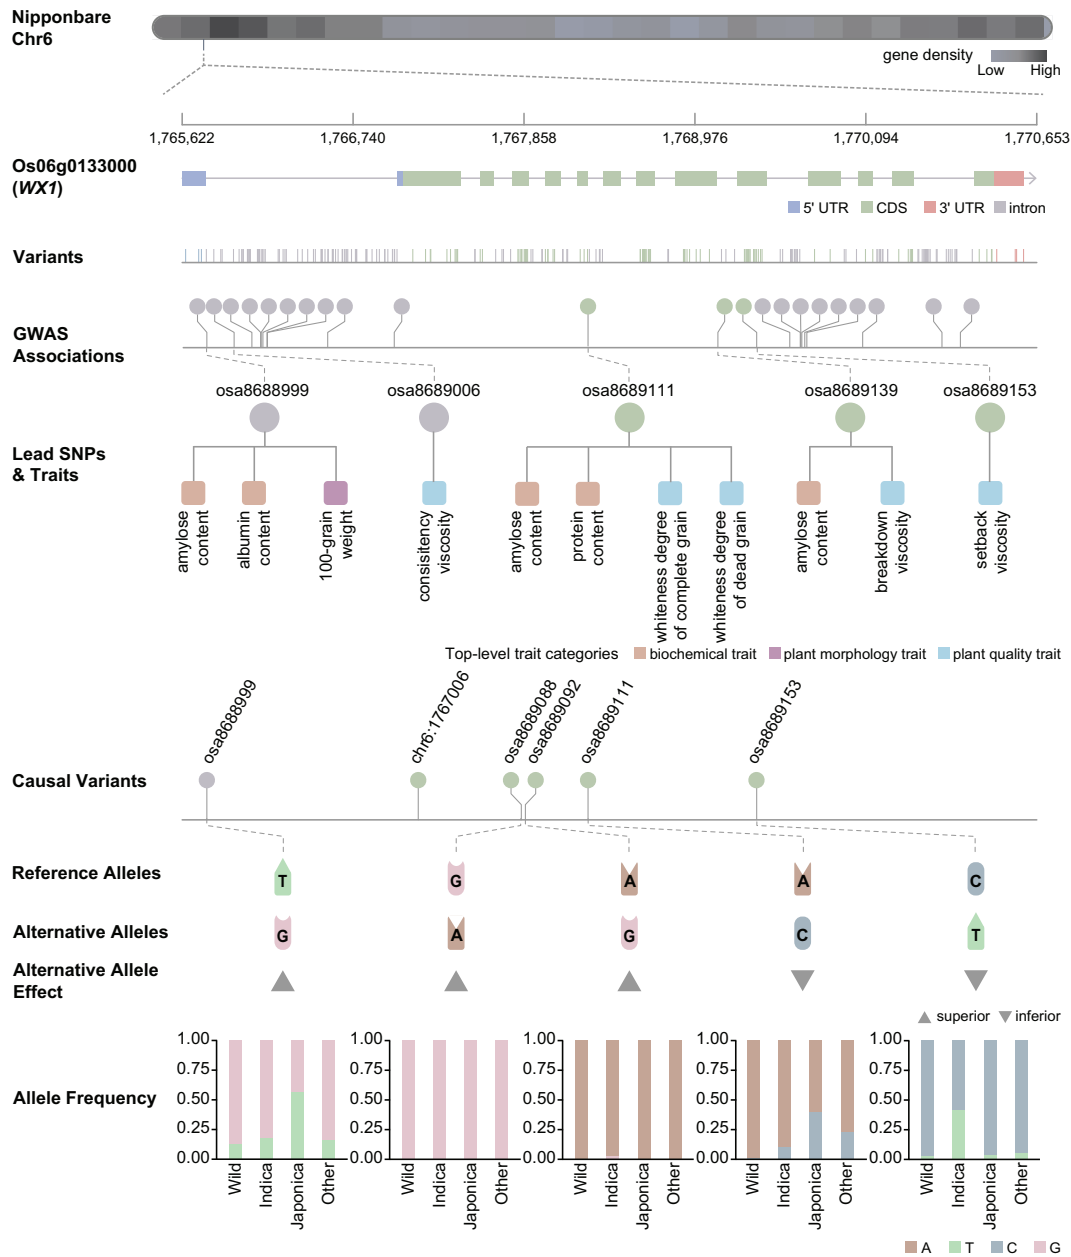 Nipponbare
Chr6
gene density
Low High
1,765,622 1,766,740 1,767,858 1,768,976 1,770,094 1,770,653
Os06g0133000
(WX1)
5' UTR CDS 3' UTR intron
Variants
GWAS
Associations
osa8688999 osa8689006 osa8689111 osa8689139 osa8689153
Lead SNPs
& Traits
amylose
content
albumin
content
100-grain
weight
consisitency
viscosity
amylose
content
protein
content
whiteness degree
of complete grain
whiteness degree
of dead grain
amylose
content
breakdown
viscosity
setback
viscosity
Top-level trait categories biochemical trait plant morphology trait plant quality trait
osa8688999
chr6:1767006
osa8689088
osa8689092
osa8689111
osa8689153
Causal Variants
Reference Alleles T G A A C
Alternative Alleles G A G C T
Alternative Allele
Effect
superior inferior
Allele Frequency
1.00
0.75
0.50
0.25
0.00
Wild
Indica
Japonica
Other
1.00
0.75
0.50
0.25
0.00
Wild
Indica
Japonica
Other
1.00
0.75
0.50
0.25
0.00
Wild
Indica
Japonica
Other
1.00
0.75
0.50
0.25
0.00
Wild
Indica
Japonica
Other
1.00
0.75
0.50
0.25
0.00
Wild
Indica
Japonica
Other
A T C G